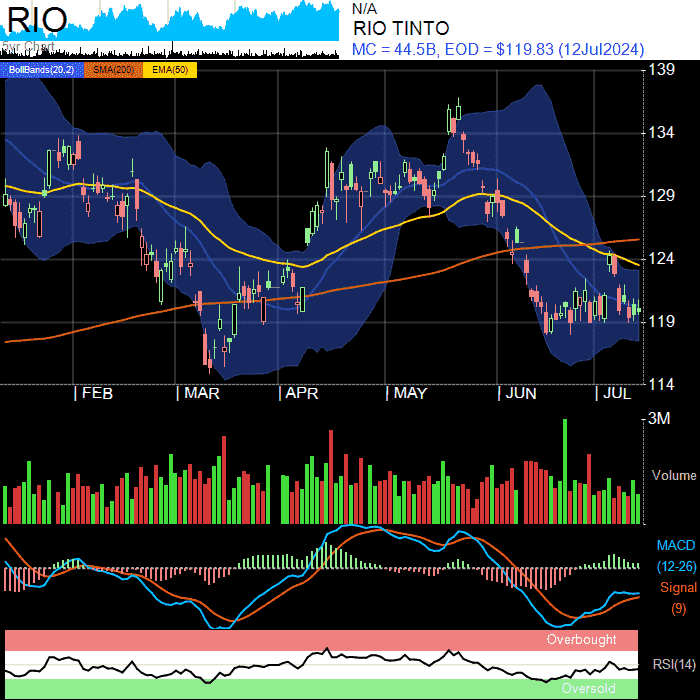 RIO
N/A
RIO TINTO
5yr Chart
MC = 44.5B, EOD = $119.83 (12Jul2024)
BollBands(20,2) SMA(200) EMA(50)
139
134
129
124
119
114
| FEB | MAR | APR | MAY | JUN | JUL
3M
Volume
MACD
(12-26)
Signal
(9)
Overbought
RSI(14)
Oversold